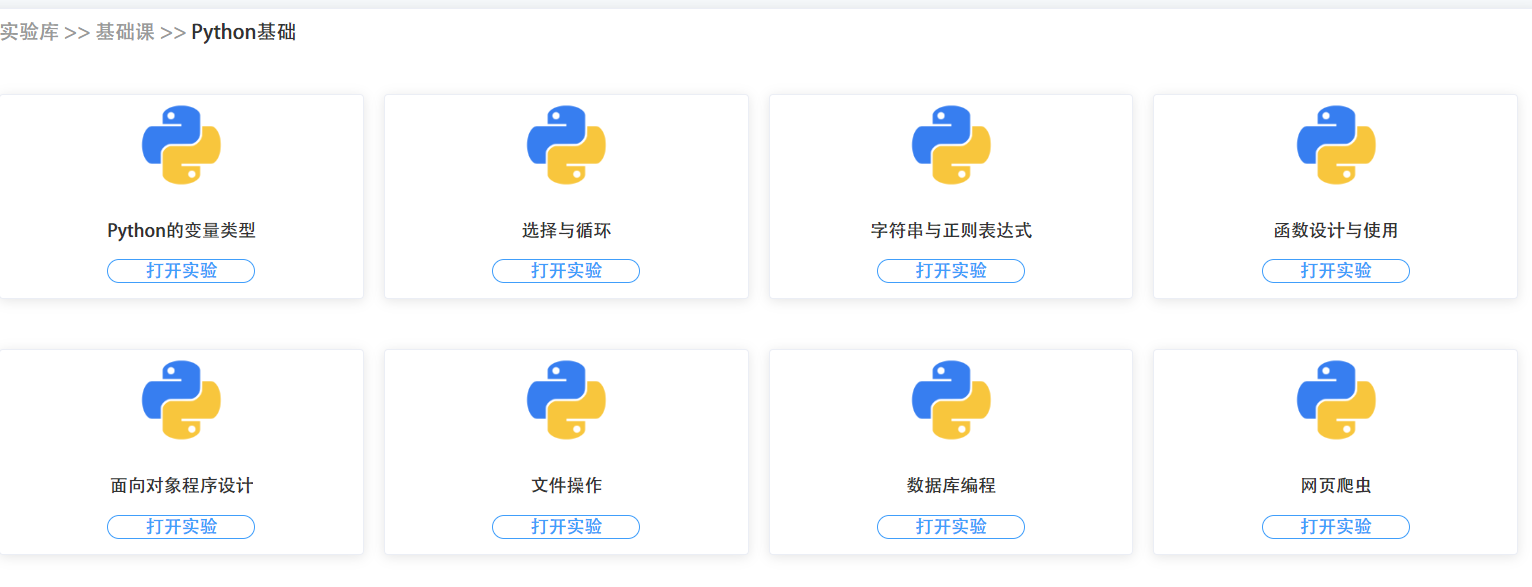 实验库 >> 基础课 >> Python基础
Python的变量类型
打开实验
选择与循环
打开实验
字符串与正则表达式
打开实验
函数设计与使用
打开实验
面向对象程序设计
打开实验
文件操作
打开实验
数据库编程
打开实验
网页爬虫
打开实验